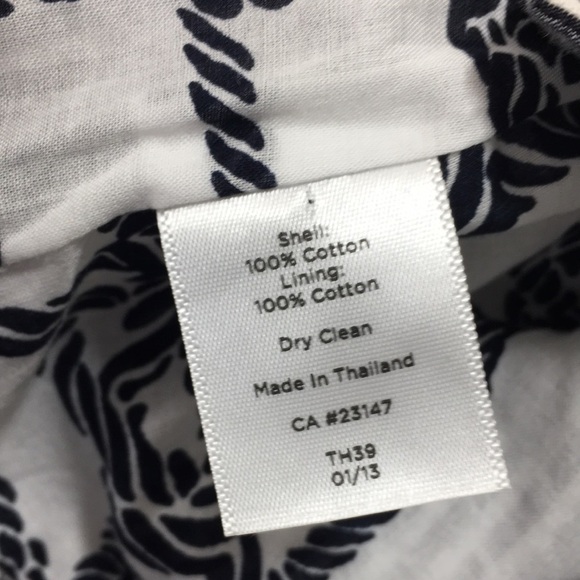 Shell:
100% Cotton
Lining:
100% Cotton
Dry Clean
Made In Thailand
CA #23147
TH39
01/13